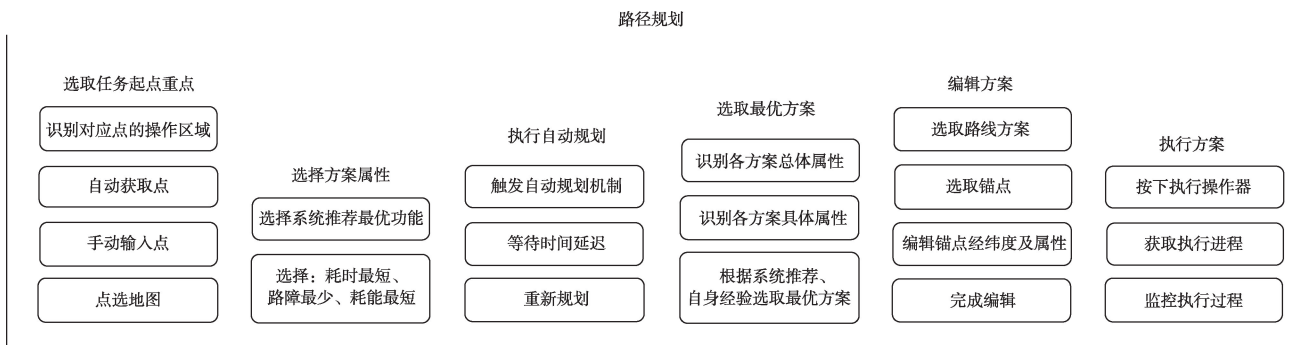 路径规划
选取任务起点重点
识别对应点的操作区域
自动获取点
手动输入点
点选地图
选择方案属性
选择系统推荐最优功能
选择：耗时最短、
路障最少、耗能最短
执行自动规划
触发自动规划机制
等待时间延迟
重新规划
选取最优方案
识别各方案总体属性
识别各方案具体属性
根据系统推荐、
自身经验选取最优方案
编辑方案
选取路线方案
选取锚点
编辑锚点经纬度及属性
完成编辑
执行方案
按下执行操作器
获取执行进程
监控执行过程